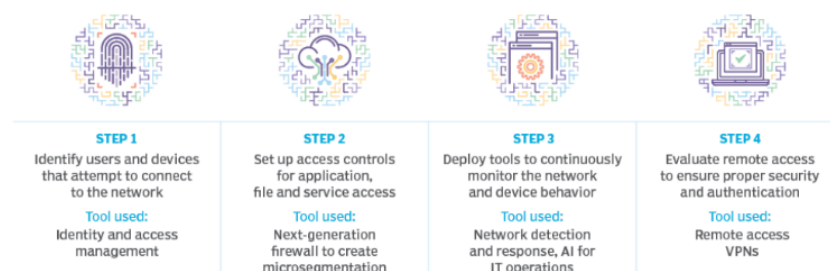 STEP 1
Identify users and devices
that attempt to connect
to the network
Tool used:
Identity and access
management
STEP 2
Set up access controls
for application,
file and service access
Tool used:
Next-generation
firewall to create
microsegmentation
STEP 3
Deploy tools to continuously
monitor the network
and device behavior
Tool used:
Network detection
and response, AI for
IT operations
STEP 4
Evaluate remote access
to ensure proper security
and authentication
Tool used:
Remote access
VPNs